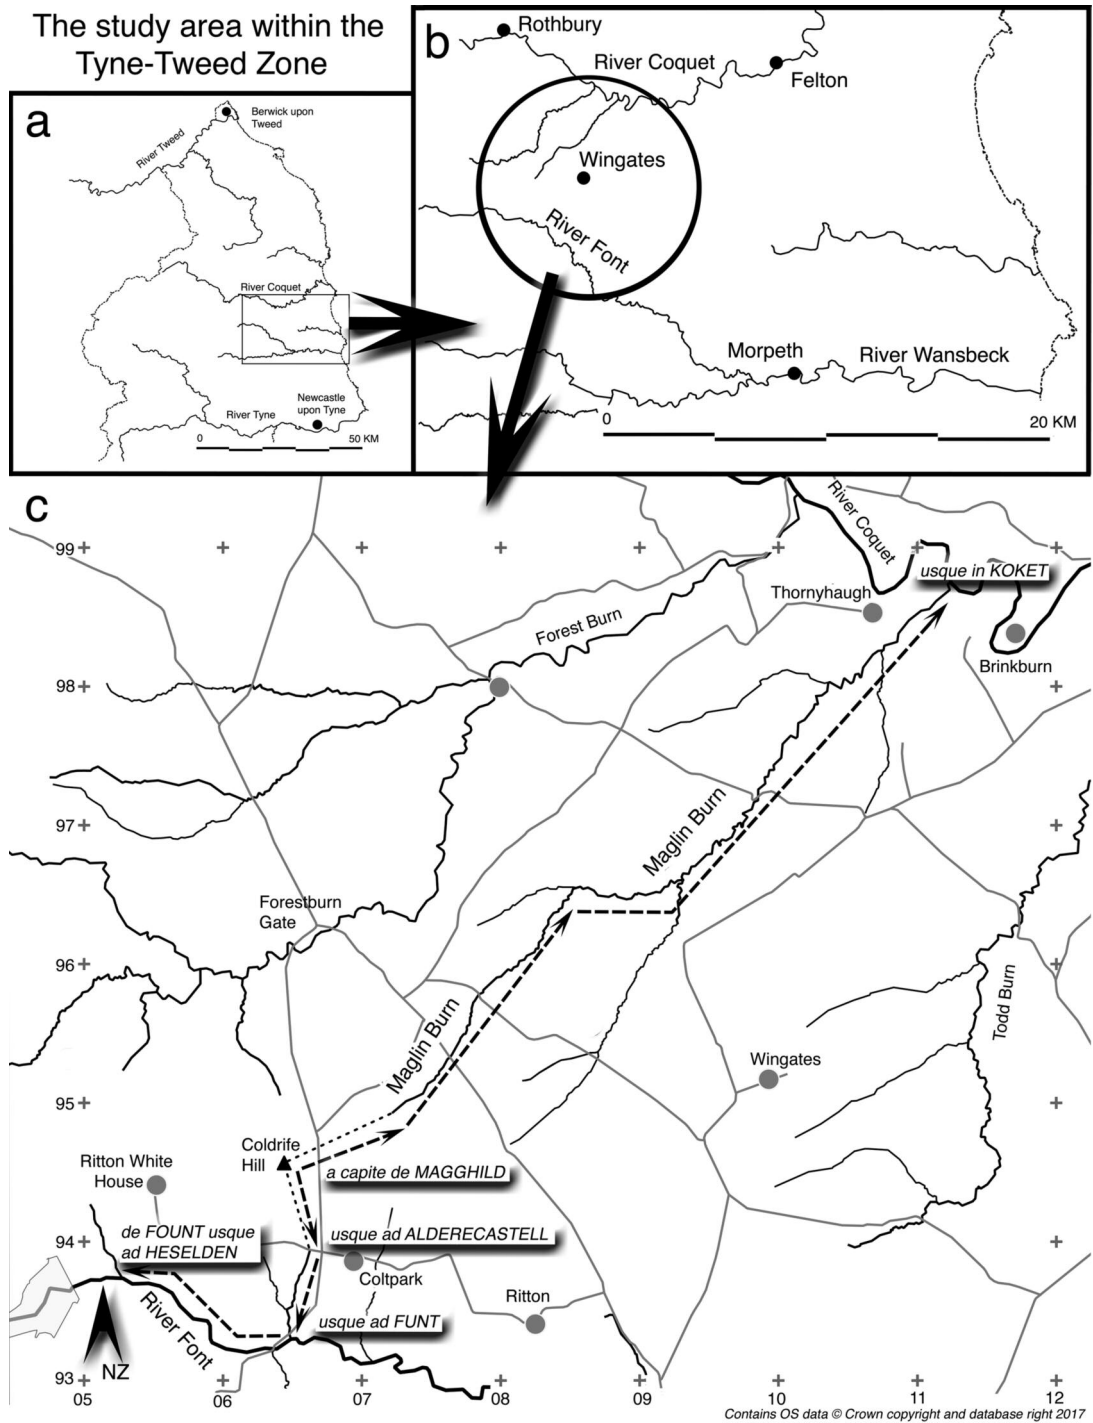 The study area within the
Tyne-Tweed Zone
a
Berwick upon
Tweed
River Tweed
River Coquet
River Tyne
Newcastle
upon Tyne
0
50 KM
b
Rothbury
River Coquet
Felton
Wingates
River Font
Morpeth
River Wansbeck
0
20 KM
c
99
River Coquet
usque in KOKET
Thornyhaugh
Forest Burn
Brinkburn
98
97
Maglin Burn
Forestburn
Gate
96
Maglin Burn
Todd Burn
Wingates
95
Coldrife
Hill
Ritton White
House
a capite de MAGGHILD
de FOUNT usque
ad HESELDEN
usque ad ALDERECASTELL
94
Coltpark
Ritton
River Font
usque ad FUNT
NZ
93
05
06
07
08
09
10
11
12
Contains OS data © Crown copyright and database right 2017